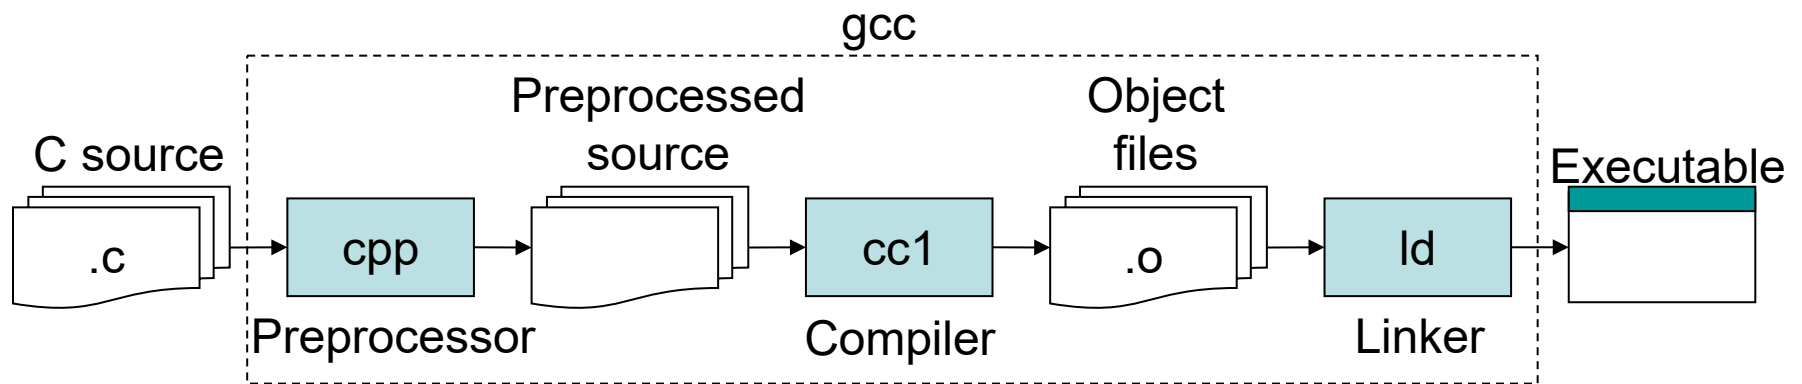 gcc
Preprocessed
source
Object
files
C source
Executable
.c
cpp
cc1
.o
ld
Preprocessor
Compiler
Linker